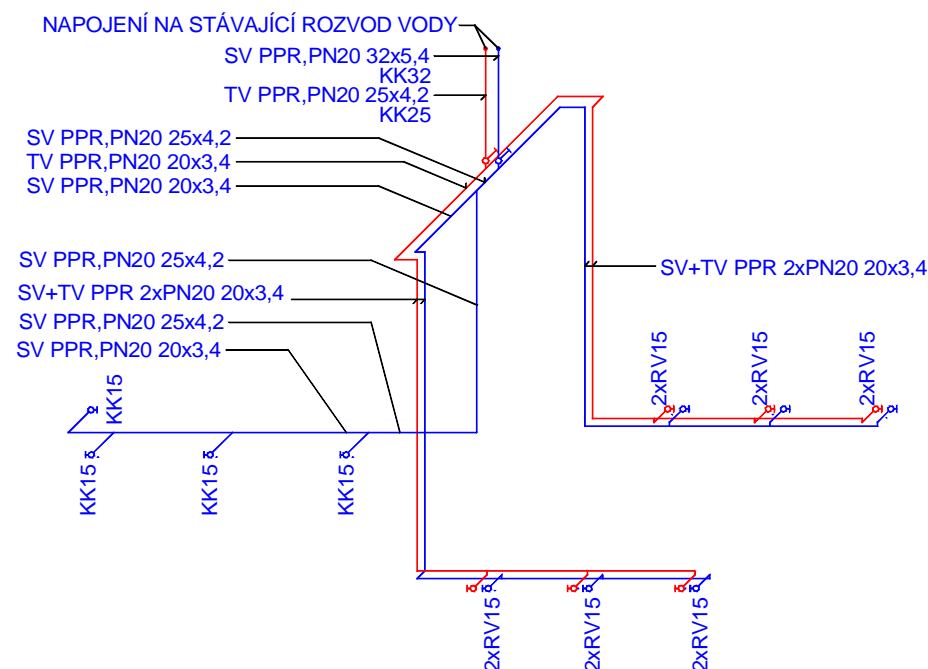 NAPOJENÍ NA STÁVAJÍCÍ ROZVOD VODY
SV PPR,PN20 32x5,4
KK32
TV PPR,PN20 25x4,2
KK25
SV PPR,PN20 25x4,2
TV PPR,PN20 20x3,4
SV PPR,PN20 20x3,4
SV PPR,PN20 25x4,2
SV+TV PPR 2xPN20 20x3,4
SV+TV PPR 2xPN20 20x3,4
SV PPR,PN20 25x4,2
SV PPR,PN20 20x3,4
2xRV15
2xRV15
2xRV15
KK15
KK15
KK15
KK15
2xRV15
2xRV15
2xRV15